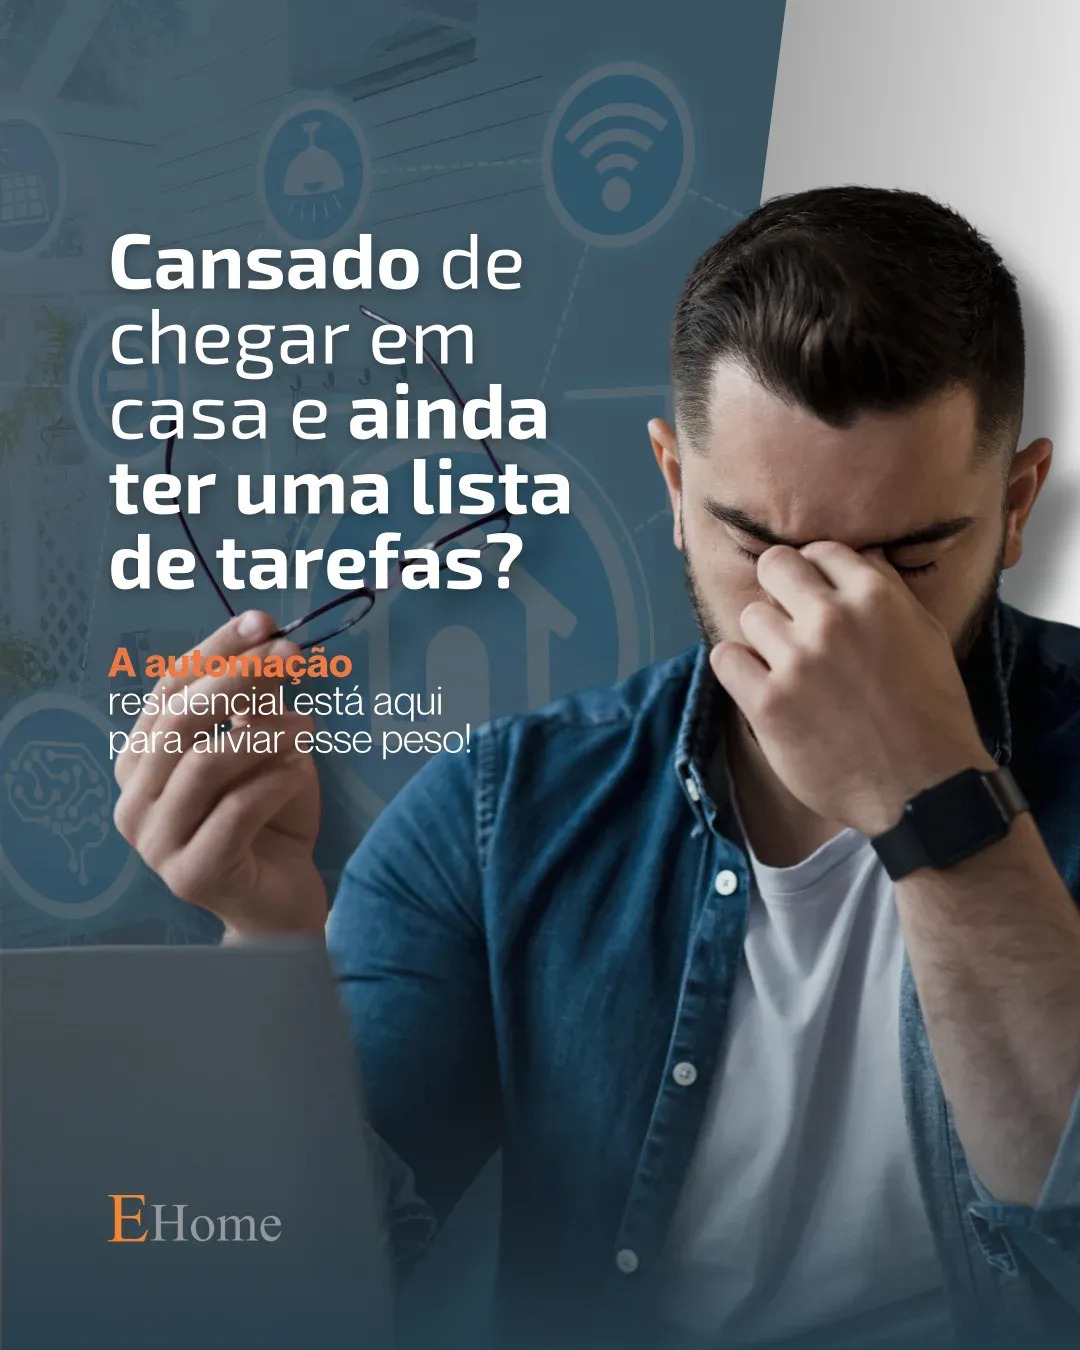 Cansado de
chegar em
casa e ainda
ter uma lista
de tarefas?
A automação
residencial está aqui
para aliviar esse peso!
EHome